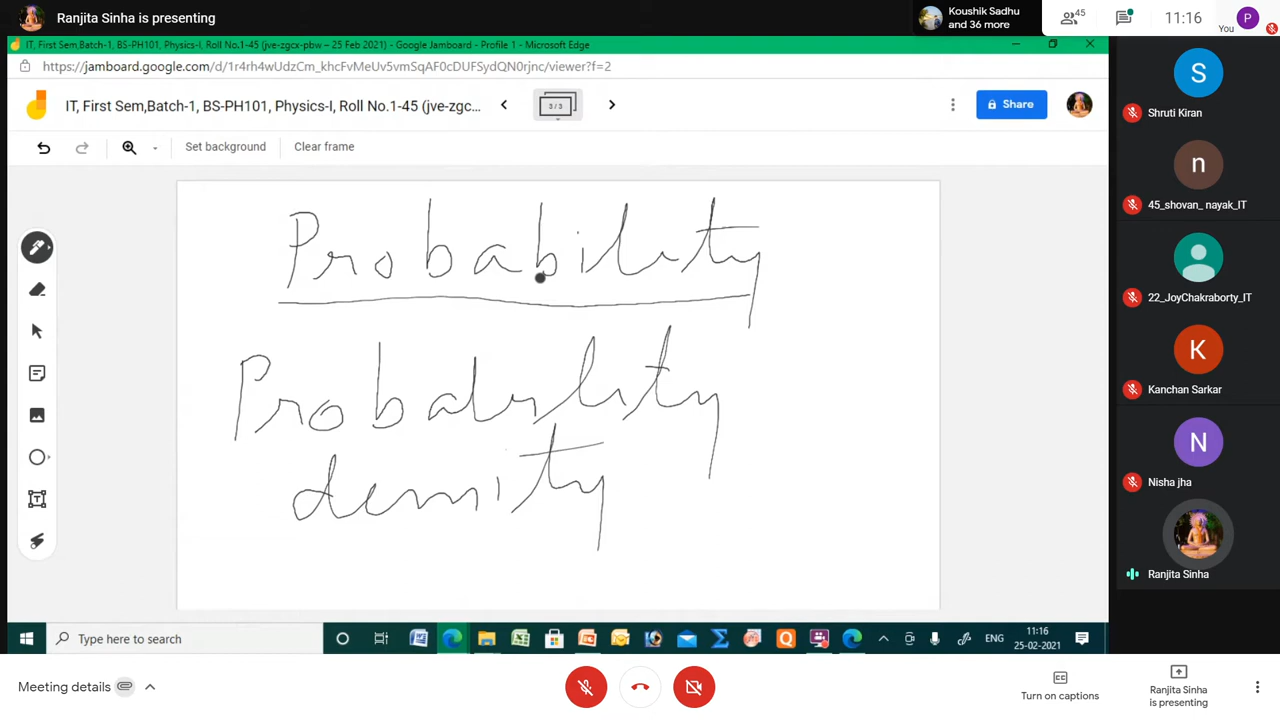 Ranjita Sinha is presenting
Koushik Sadhu
and 36 more
45
11:16
P
You
IT, First Sem,Batch-1, BS-PH101, Physics-I, Roll No.1-45 (jve-zgcx-pbw – 25 Feb 2021) - Google Jamboard - Profile 1 - Microsoft Edge
https://jamboard.google.com/d/1r4rh4wUdzCm_khcFvMeUv5vmSqAF0cDUFSydQN0rjnc/viewer?f=2
IT, First Sem,Batch-1, BS-PH101, Physics-I, Roll No.1-45 (jve-zgc...
3/3
Share
Set background
Clear frame
Probability
Probability
density
S
Shruti Kiran
n
45_shovan_ nayak_IT
22_JoyChakraborty_IT
K
Kanchan Sarkar
N
Nisha jha
Ranjita Sinha
Type here to search
ENG
11:16
25-02-2021
Meeting details
Turn on captions
Ranjita Sinha
is presenting